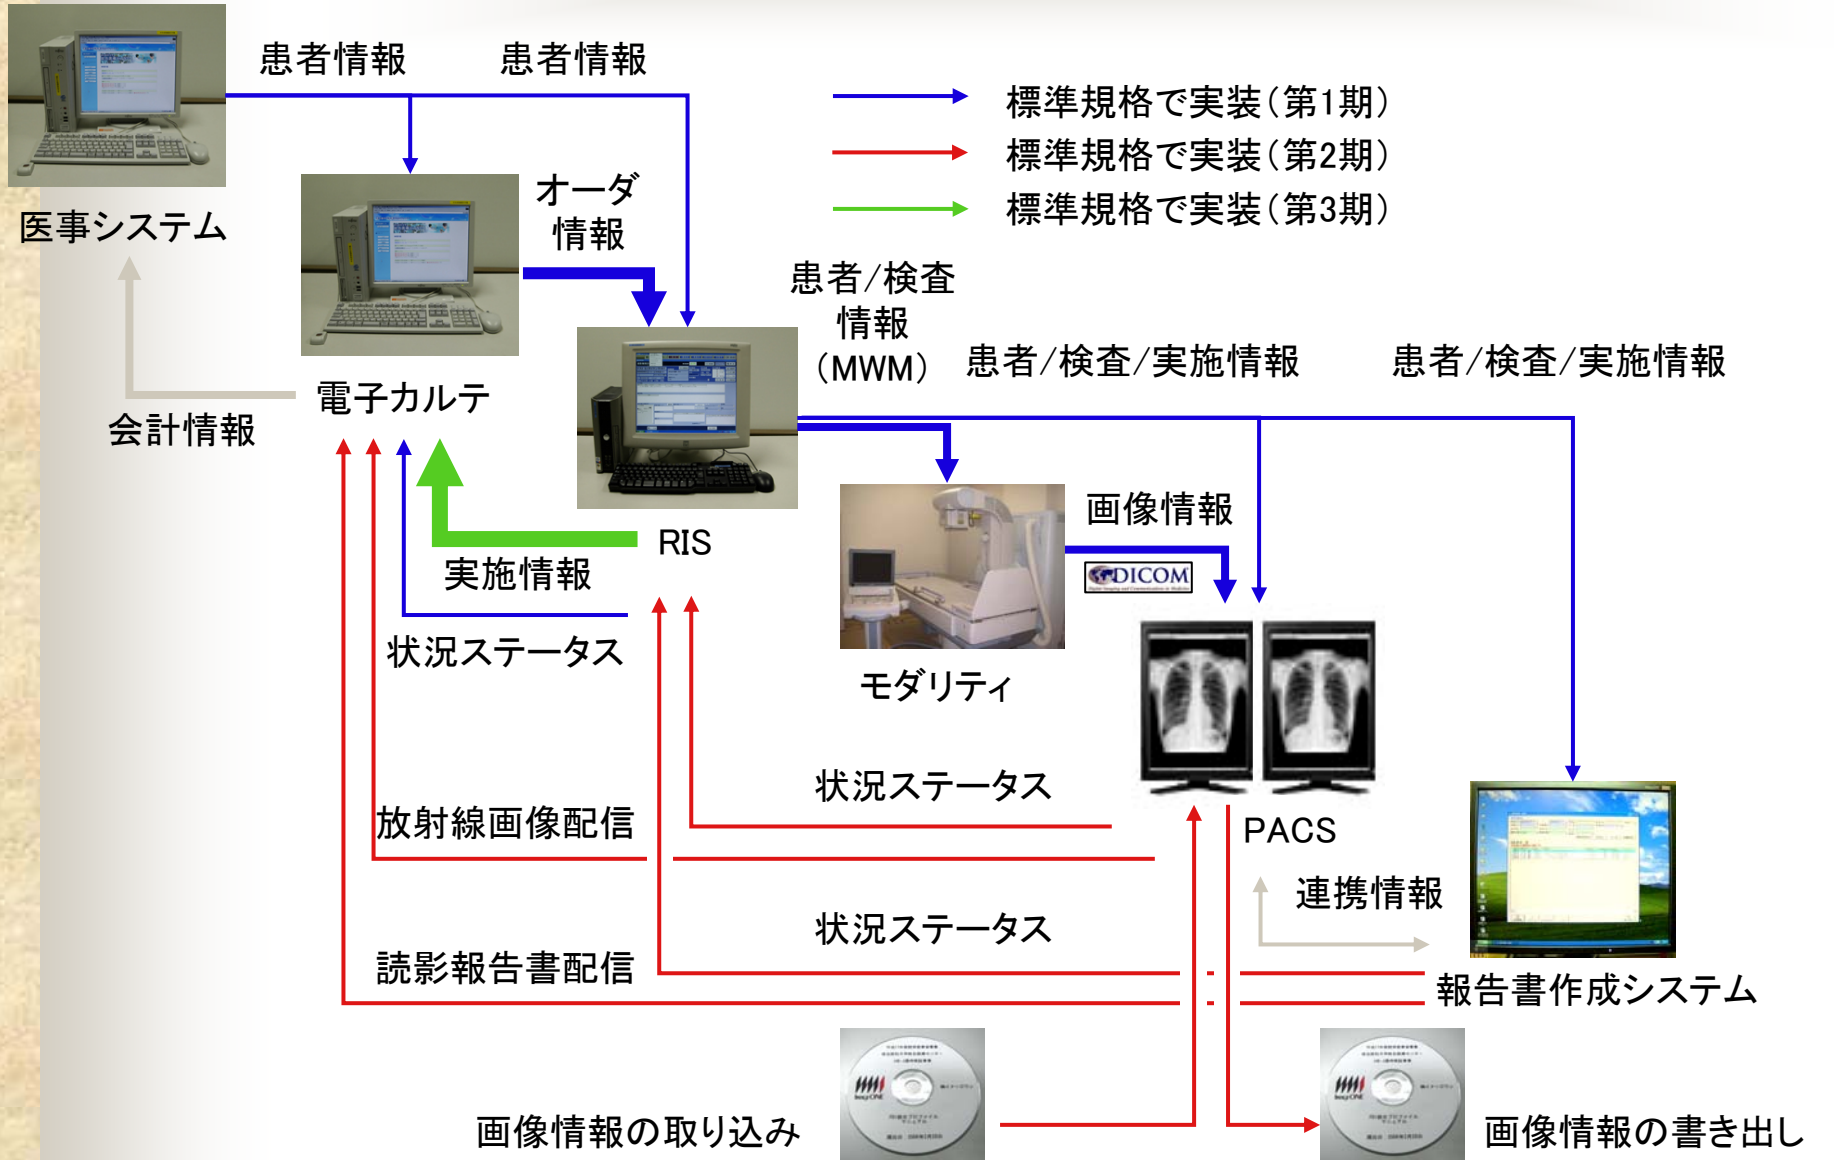 患者情報
患者情報
標準規格で実装（第1期）
標準規格で実装（第2期）
標準規格で実装（第3期）
医事システム
オーダ
情報
患者/検査
情報
（MWM）
患者/検査/実施情報
患者/検査/実施情報
電子カルテ
会計情報
画像情報
DICOM
RIS
実施情報
状況ステータス
モダリティ
状況ステータス
放射線画像配信
PACS
連携情報
状況ステータス
読影報告書配信
報告書作成システム
画像情報の取り込み
画像情報の書き出し